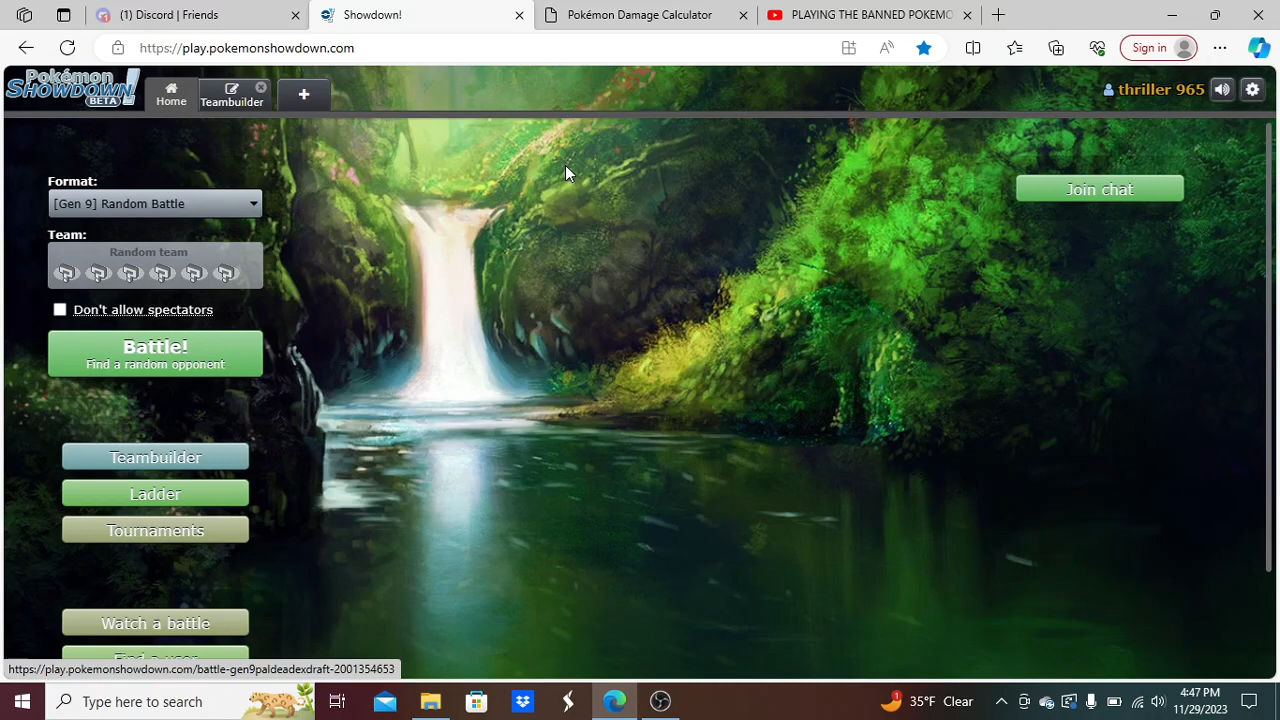 (1) Discord | Friends
Showdown!
Pokémon Damage Calculator
PLAYING THE BANNED POKEMO
https://play.pokemonshowdown.com
Sign in
Pokémon
SHOWDOWN!
BETA
Home
Teambuilder
thriller 965
Format:
[Gen 9] Random Battle
Team:
Random team
Don't allow spectators
Battle!
Find a random opponent
Teambuilder
Ladder
Tournaments
Watch a battle
Find a user
Join chat
https://play.pokemonshowdown.com/battle-gen9paldeadexdraft-2001354653
Type here to search
1
35°F Clear
4:47 PM
11/29/2023